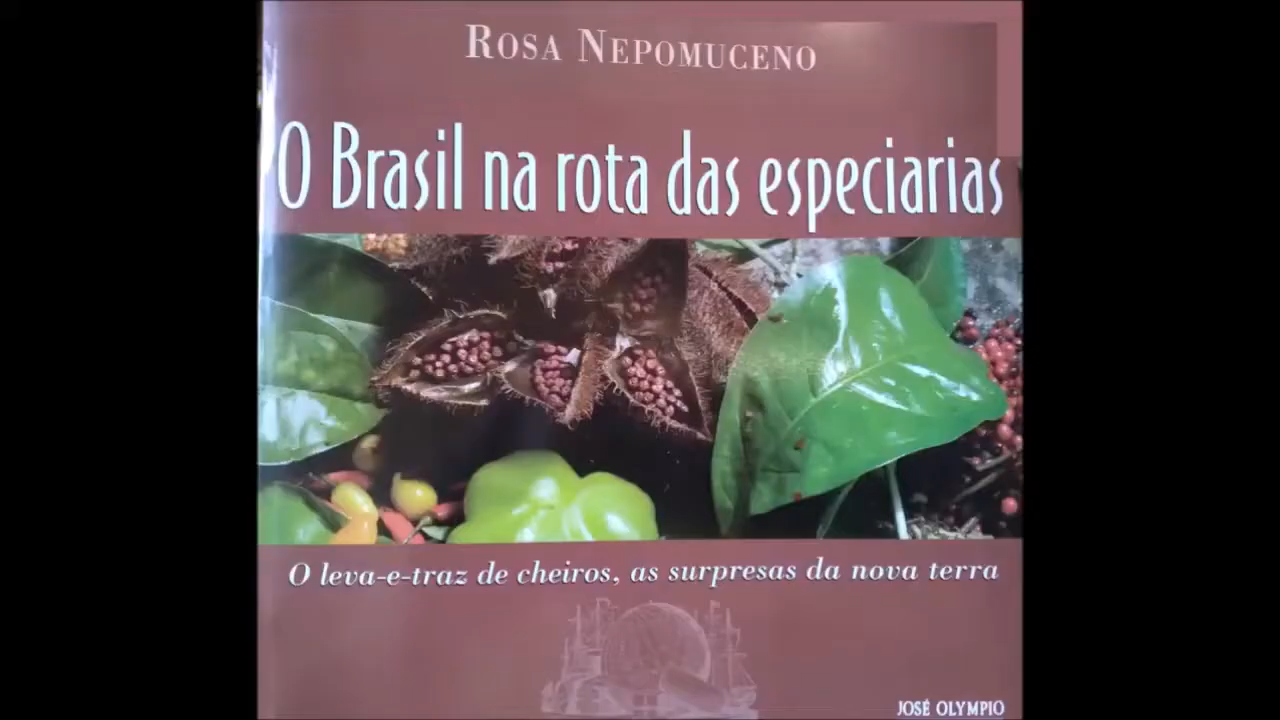 ROSA NEPOMUCENO
O Brasil na rota das especiarias
O leva-e-traz de cheiros, as surpresas da nova terra
JOSÉ OLYMPIO